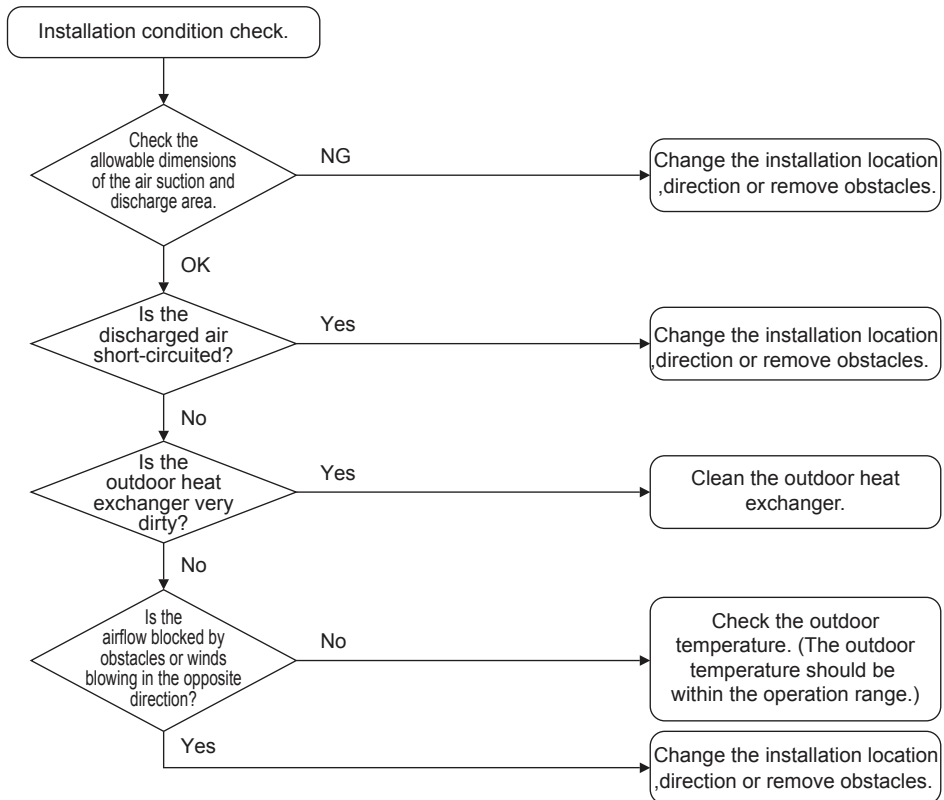 Installation condition check.
Check the
allowable dimensions
of the air suction and
discharge area.
NG
Change the installation location
,direction or remove obstacles.
OK
Is the
discharged air
short-circuited?
Yes
Change the installation location
,direction or remove obstacles.
No
Is the
outdoor heat
exchanger very
dirty?
Yes
Clean the outdoor heat
exchanger.
No
Is the
airflow blocked by
obstacles or winds
blowing in the opposite
direction?
No
Check the outdoor
temperature. (The outdoor
temperature should be
within the operation range.)
Yes
Change the installation location
,direction or remove obstacles.